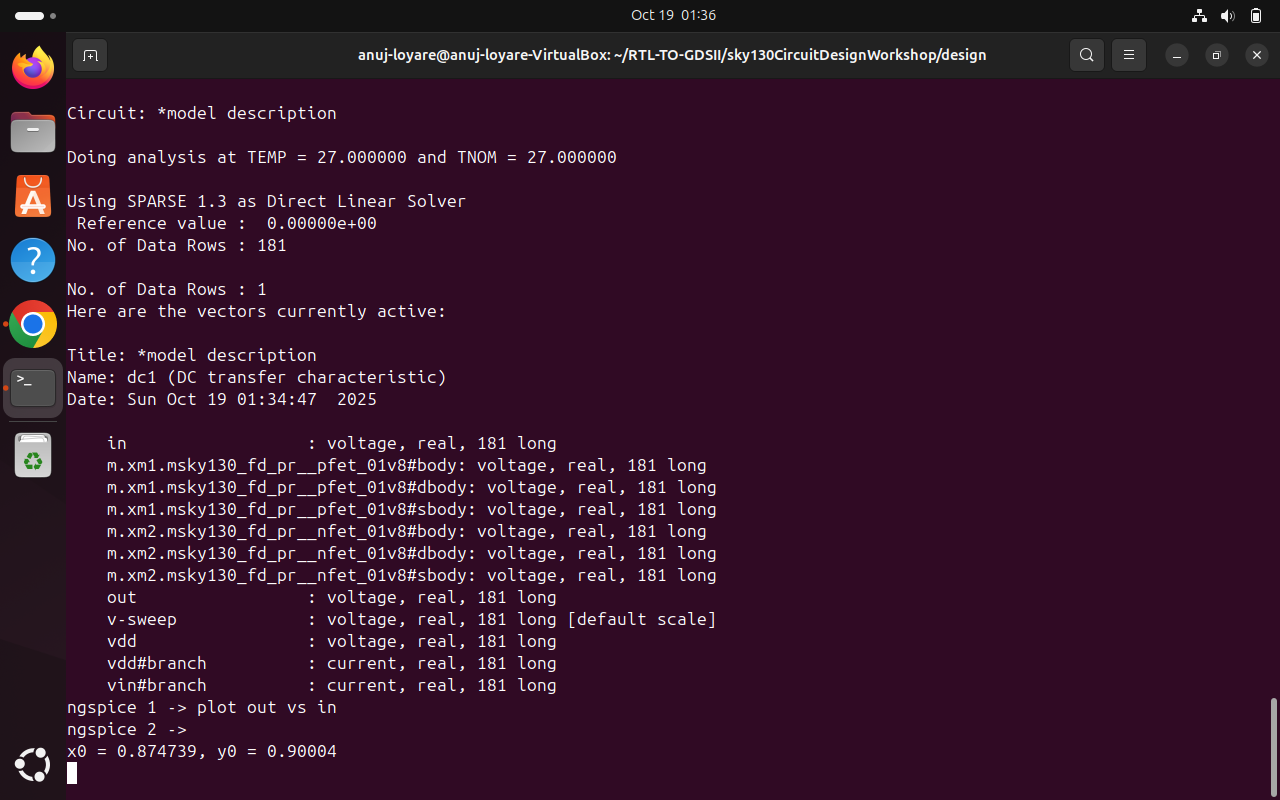 Oct 19 01:36
anuj-loyare@anuj-loyare-VirtualBox: ~/RTL-TO-GDSII/sky130CircuitDesignWorkshop/design
Circuit: *model description
Doing analysis at TEMP = 27.000000 and TNOM = 27.000000
Using SPARSE 1.3 as Direct Linear Solver
 Reference value :  0.00000e+00
No. of Data Rows : 181
No. of Data Rows : 1
Here are the vectors currently active:
Title: *model description
Name: dc1 (DC transfer characteristic)
Date: Sun Oct 19 01:34:47  2025
    in                  : voltage, real, 181 long
    m.xm1.msky130_fd_pr__pfet_01v8#body: voltage, real, 181 long
    m.xm1.msky130_fd_pr__pfet_01v8#dbody: voltage, real, 181 long
    m.xm1.msky130_fd_pr__pfet_01v8#sbody: voltage, real, 181 long
    m.xm2.msky130_fd_pr__nfet_01v8#body: voltage, real, 181 long
    m.xm2.msky130_fd_pr__nfet_01v8#dbody: voltage, real, 181 long
    m.xm2.msky130_fd_pr__nfet_01v8#sbody: voltage, real, 181 long
    out                 : voltage, real, 181 long
    v-sweep             : voltage, real, 181 long [default scale]
    vdd                 : voltage, real, 181 long
    vdd#branch          : current, real, 181 long
    vin#branch          : current, real, 181 long
ngspice 1 -> plot out vs in
ngspice 2 ->
x0 = 0.874739, y0 = 0.90004